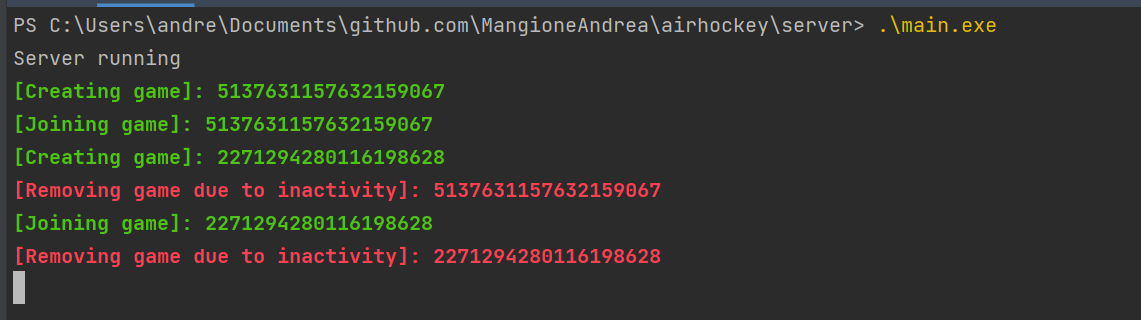 PS C:\Users\andre\Documents\github.com\MangioneAndrea\airhockey\server> .\main.exe
Server running
[Creating game]: 5137631157632159067
[Joining game]: 5137631157632159067
[Creating game]: 2271294280116198628
[Removing game due to inactivity]: 5137631157632159067
[Joining game]: 2271294280116198628
[Removing game due to inactivity]: 2271294280116198628